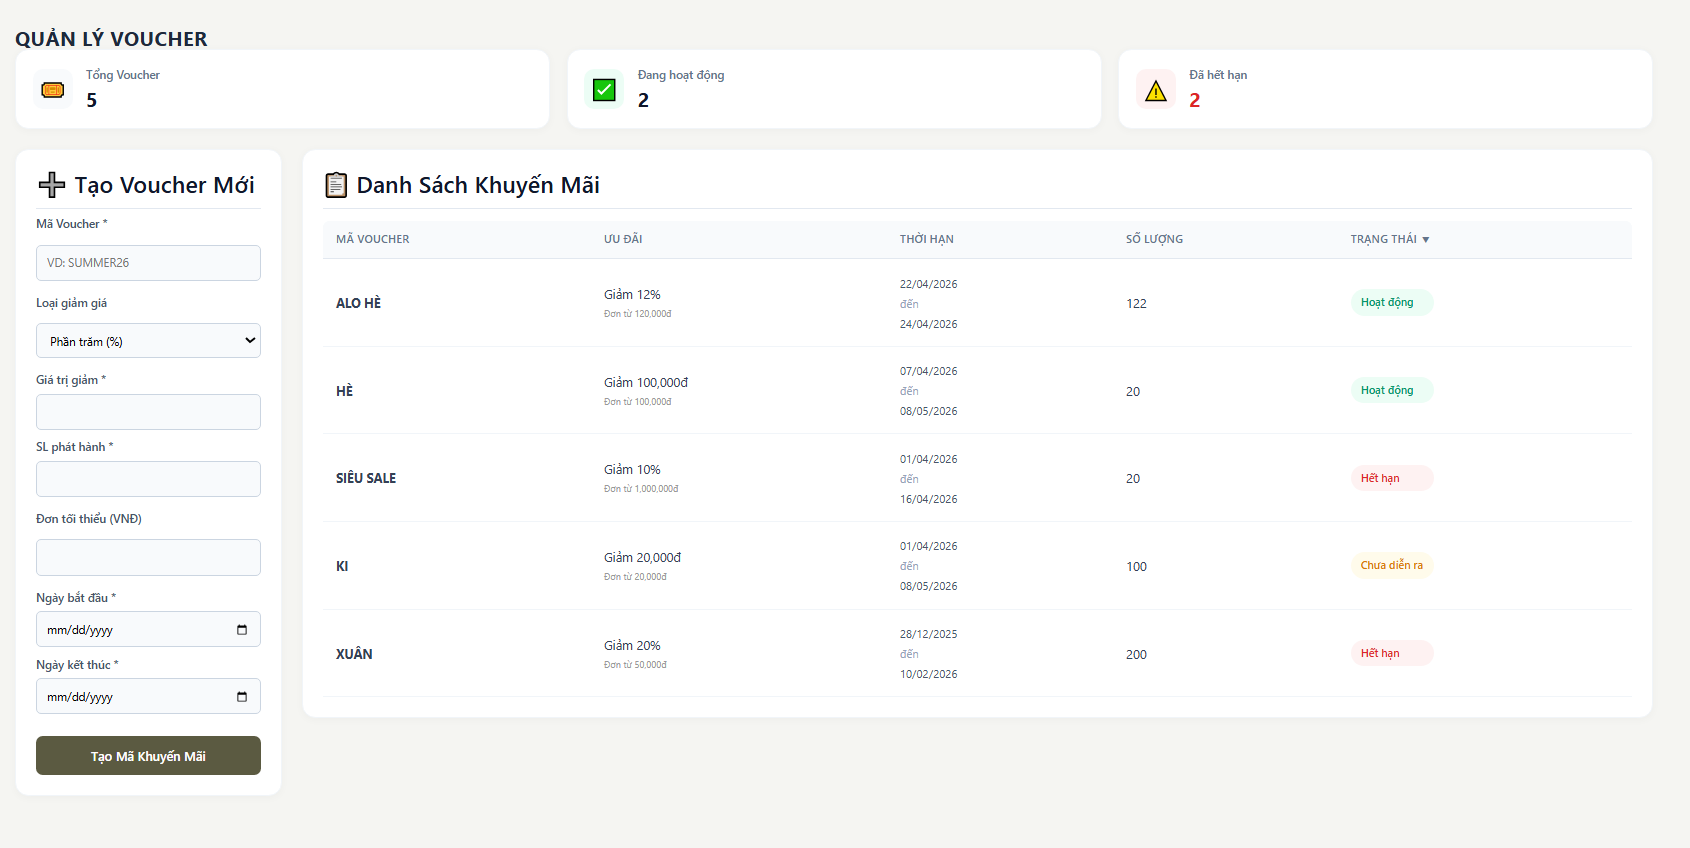 QUẢN LÝ VOUCHER
Tổng Voucher
5
Đang hoạt động
2
Đã hết hạn
2
Tạo Voucher Mới
Mã Voucher *
VD: SUMMER26
Loại giảm giá
Phần trăm (%)
Giá trị giảm *
SL phát hành *
Đơn tối thiểu (VNĐ)
Ngày bắt đầu *
mm/dd/yyyy
Ngày kết thúc *
mm/dd/yyyy
Tạo Mã Khuyến Mãi
Danh Sách Khuyến Mãi
MÃ VOUCHER ƯU ĐÃI THỜI HẠN SỐ LƯỢNG TRẠNG THÁI ▼
ALO HÈ
Giảm 12%
Đơn từ 120,000đ
22/04/2026
đến
24/04/2026
122
Hoạt động
HÈ
Giảm 100,000đ
Đơn từ 100,000đ
07/04/2026
đến
08/05/2026
20
Hoạt động
SIÊU SALE
Giảm 10%
Đơn từ 1,000,000đ
01/04/2026
đến
16/04/2026
20
Hết hạn
KI
Giảm 20,000đ
Đơn từ 20,000đ
01/04/2026
đến
08/05/2026
100
Chưa diễn ra
XUÂN
Giảm 20%
Đơn từ 50,000đ
28/12/2025
đến
10/02/2026
200
Hết hạn